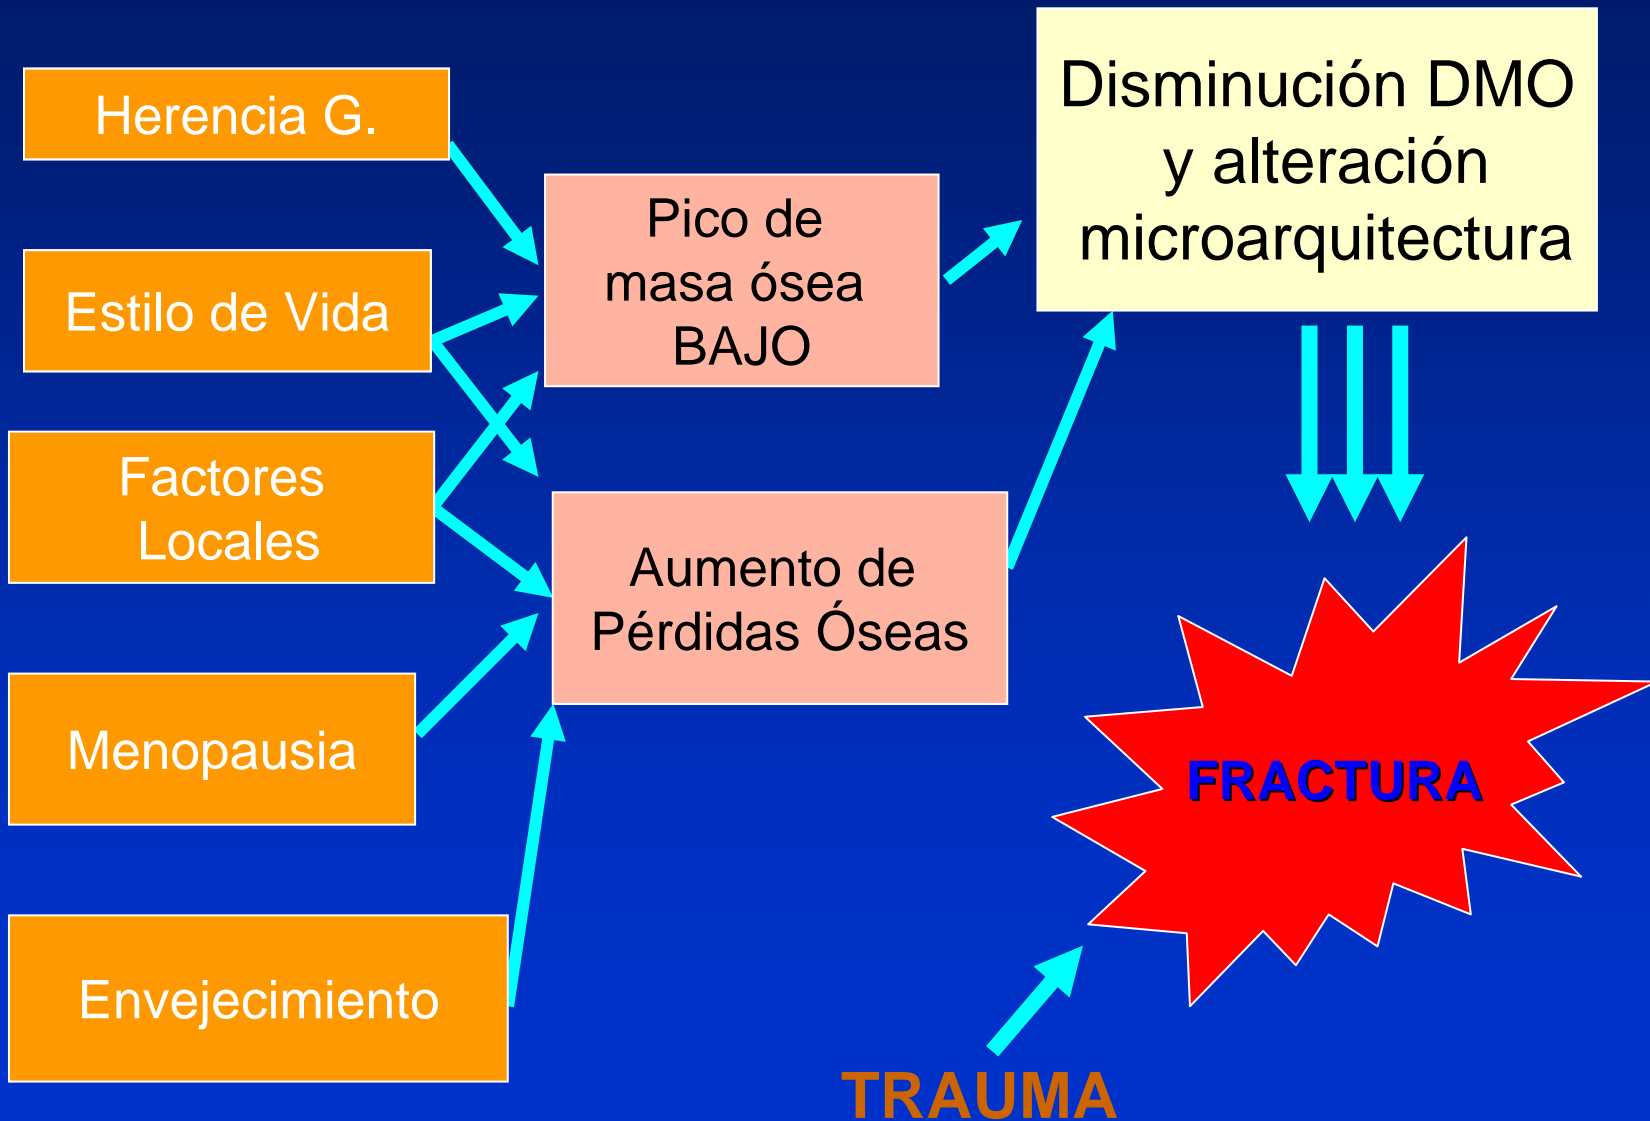 Herencia G.
Estilo de Vida
Factores
Locales
Menopausia
Envejecimiento
Pico de
masa ósea
BAJO
Aumento de
Pérdidas Óseas
Disminución DMO
y alteración
microarquitectura
FRACTURA
TRAUMA